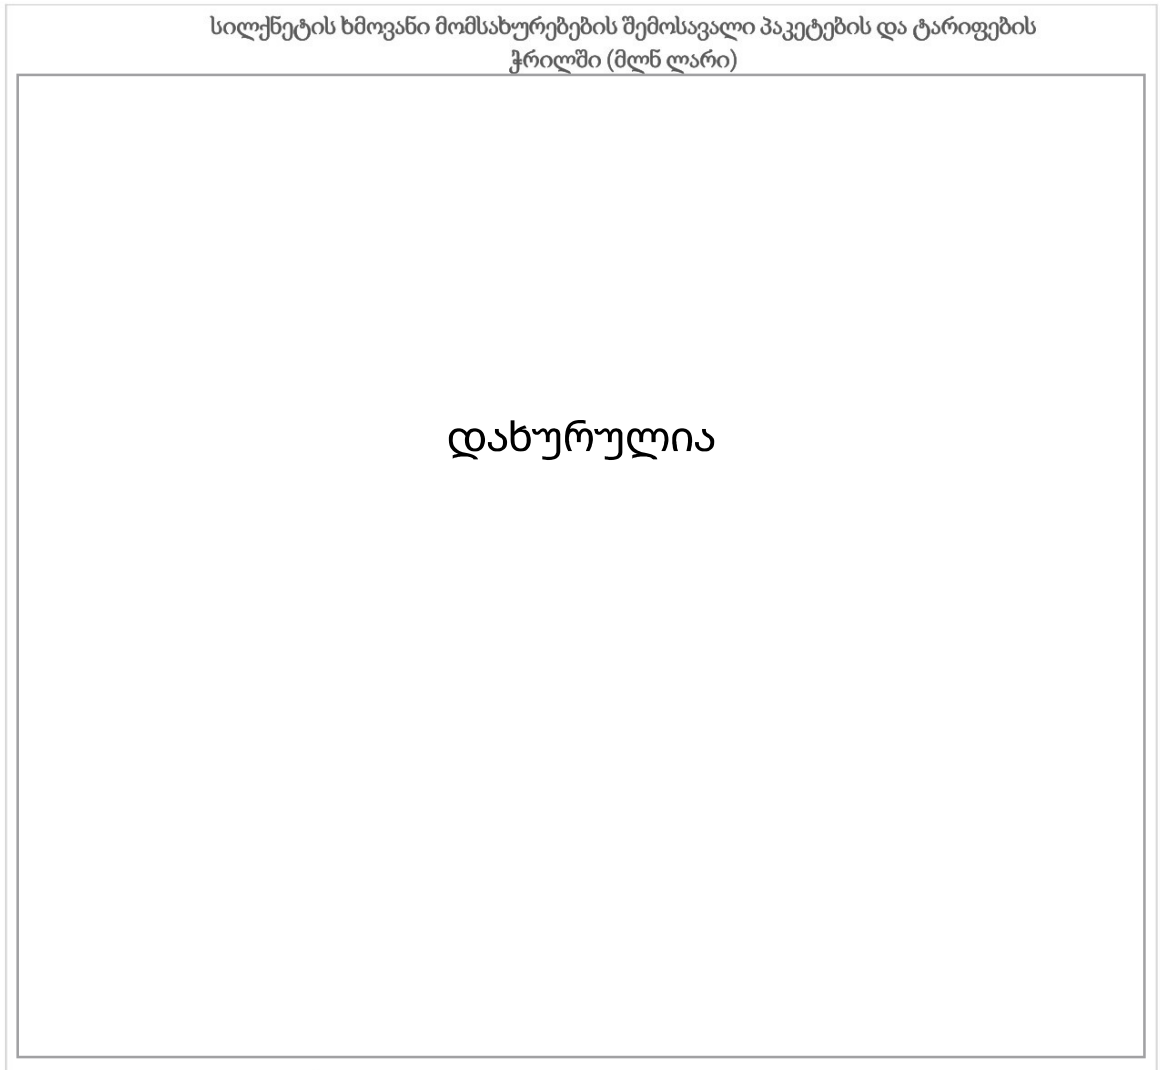 სილქნეტის ხმოვანი მომსახურებების შემოსავალი პაკეტების და ტარიფების
ჭრილში (მლნ ლარი)
დახურულია